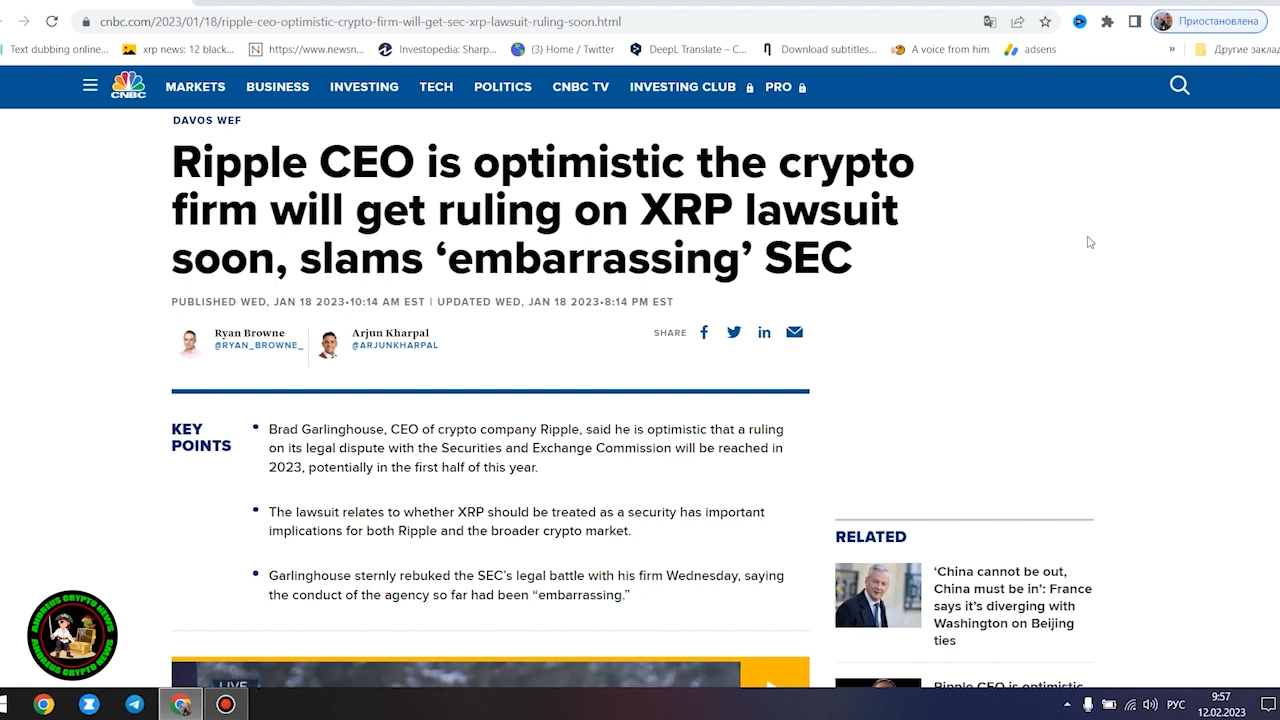 cnbc.com/2023/01/18/ripple-ceo-optimistic-crypto-firm-will-get-sec-xrp-lawsuit-ruling-soon.html
Приостановлена
Text dubbing online...
xrp news: 12 black...
https://www.newsn...
Investopedia: Sharp...
(3) Home / Twitter
DeepL Translate – C...
Download subtitles...
A voice from him
adsens
»
Другие заклад
CNBC
MARKETS
BUSINESS
INVESTING
TECH
POLITICS
CNBC TV
INVESTING CLUB
PRO
DAVOS WEF
Ripple CEO is optimistic the crypto
firm will get ruling on XRP lawsuit
soon, slams ‘embarrassing’ SEC
PUBLISHED WED, JAN 18 2023•10:14 AM EST | UPDATED WED, JAN 18 2023•8:14 PM EST
Ryan Browne
@RYAN_BROWNE_
Arjun Kharpal
@ARJUNKHARPAL
SHARE
KEY
POINTS
Brad Garlinghouse, CEO of crypto company Ripple, said he is optimistic that a ruling
on its legal dispute with the Securities and Exchange Commission will be reached in
2023, potentially in the first half of this year.
The lawsuit relates to whether XRP should be treated as a security has important
implications for both Ripple and the broader crypto market.
Garlinghouse sternly rebuked the SEC’s legal battle with his firm Wednesday, saying
the conduct of the agency so far had been “embarrassing.”
RELATED
‘China cannot be out,
China must be in’: France
says it’s diverging with
Washington on Beijing
ties
Ripple CEO is optimistic
LIVE
ANDREUS CRYPTO NEWS
ANDREUS CRYPTO NEWS
РУС
9:57
12.02.2023